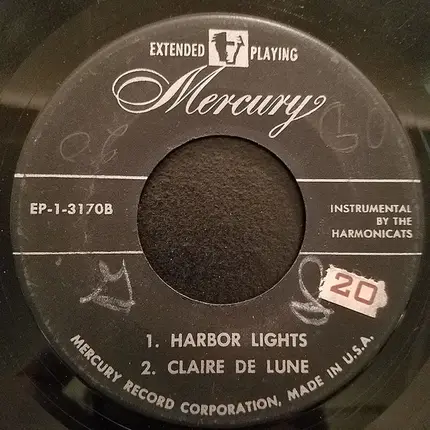 EXTENDED PLAYING
Mercury
EP-1-3170B
INSTRUMENTAL
BY THE
HARMONICATS
20
1. HARBOR LIGHTS
2. CLAIRE DE LUNE
MERCURY RECORD CORPORATION, MADE IN U.S.A.